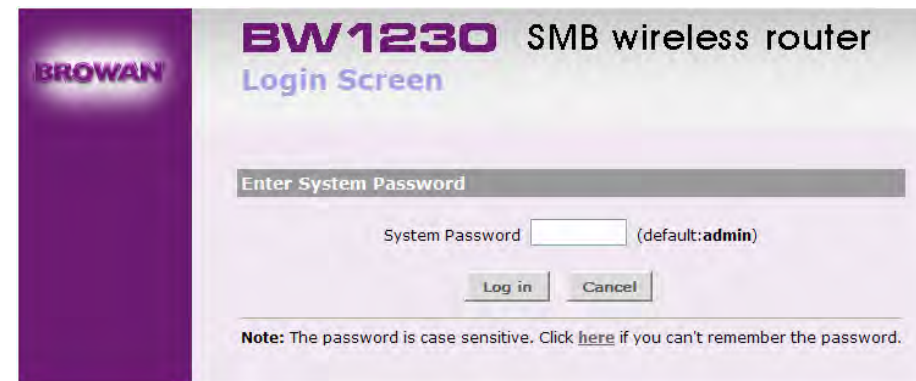 BROWAN
BW1230 SMB wireless router
Login Screen
Enter System Password
System Password (default:admin)
Log in Cancel
Note: The password is case sensitive. Click here if you can't remember the password.